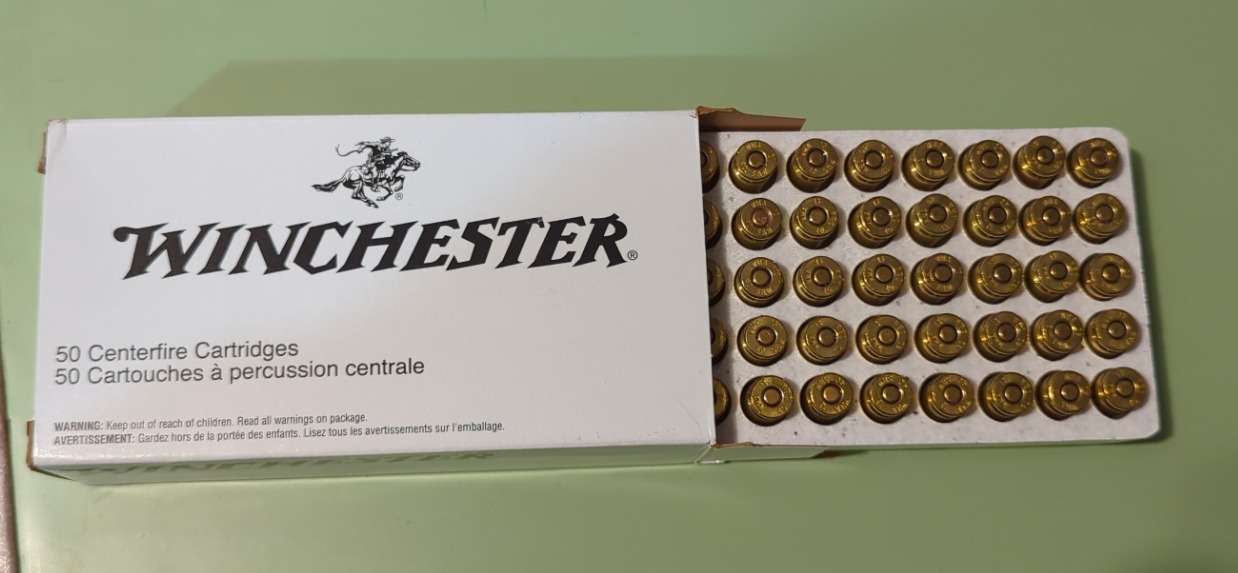 WINCHESTER®
50 Centerfire Cartridges
50 Cartouches à percussion centrale
WARNING: Keep out of reach of children. Read all warnings on package.
AVERTISSEMENT: Gardez hors de la portée des enfants. Lisez tous les avertissements sur l'emballage.
WINCHESTER